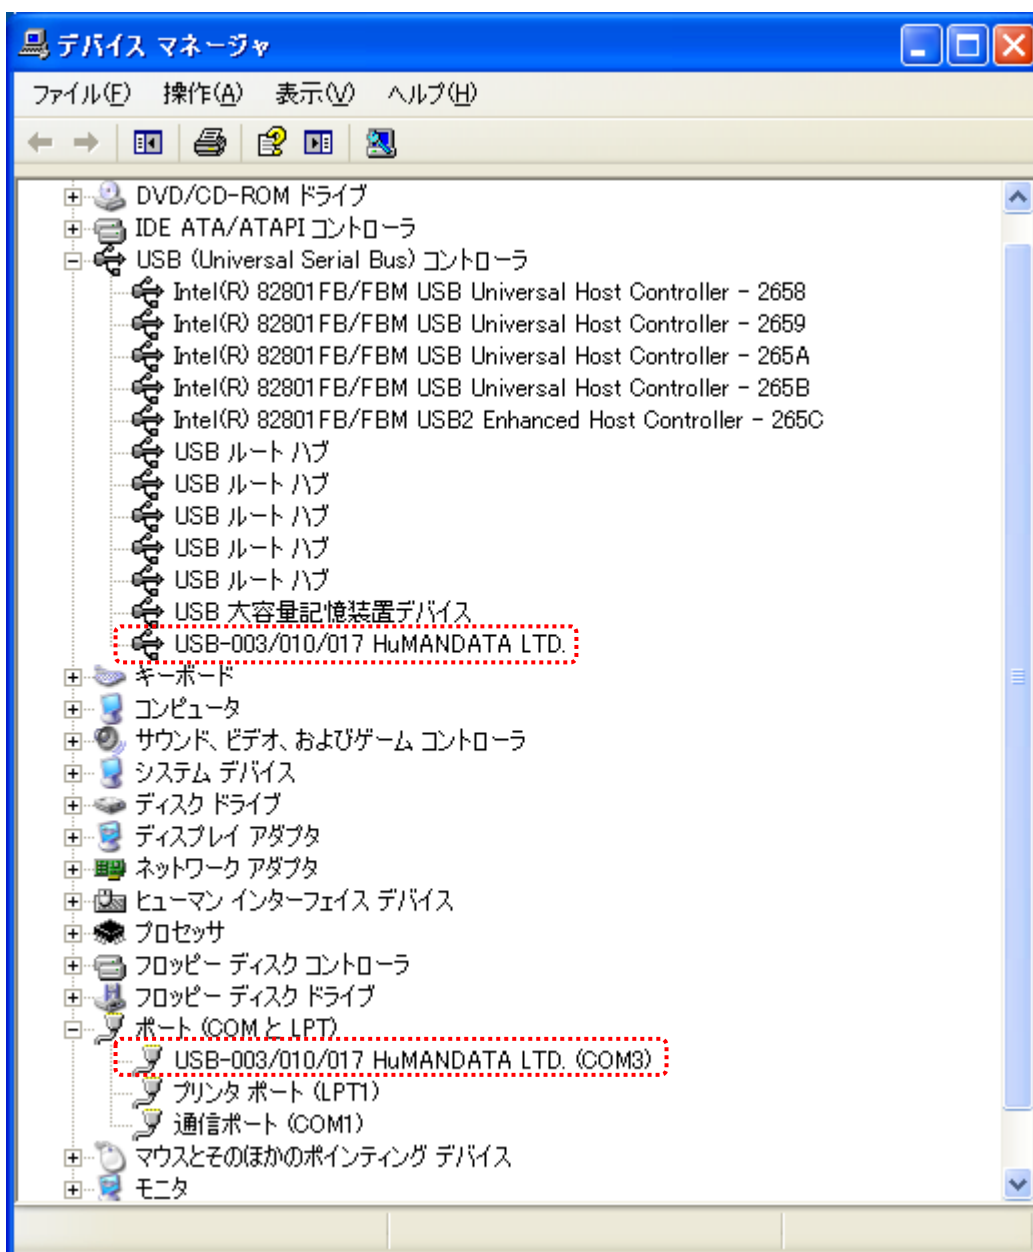 デバイス マネージャ
ファイル(F) 操作(A) 表示(V) ヘルプ(H)
DVD/CD-ROM ドライブ
IDE ATA/ATAPI コントローラ
USB (Universal Serial Bus) コントローラ
Intel(R) 82801FB/FBM USB Universal Host Controller - 2658
Intel(R) 82801FB/FBM USB Universal Host Controller - 2659
Intel(R) 82801FB/FBM USB Universal Host Controller - 265A
Intel(R) 82801FB/FBM USB Universal Host Controller - 265B
Intel(R) 82801FB/FBM USB2 Enhanced Host Controller - 265C
USB ルート ハブ
USB ルート ハブ
USB ルート ハブ
USB ルート ハブ
USB ルート ハブ
USB 大容量記憶装置デバイス
USB-003/010/017 HuMANDATA LTD.
キーボード
コンピュータ
サウンド、ビデオ、およびゲーム コントローラ
システム デバイス
ディスク ドライブ
ディスプレイ アダプタ
ネットワーク アダプタ
ヒューマン インターフェイス デバイス
プロセッサ
フロッピー ディスク コントローラ
フロッピー ディスク ドライブ
ポート (COM と LPT)
USB-003/010/017 HuMANDATA LTD. (COM3)
プリンタ ポート (LPT1)
通信ポート (COM1)
マウスとそのほかのポインティング デバイス
モニタ